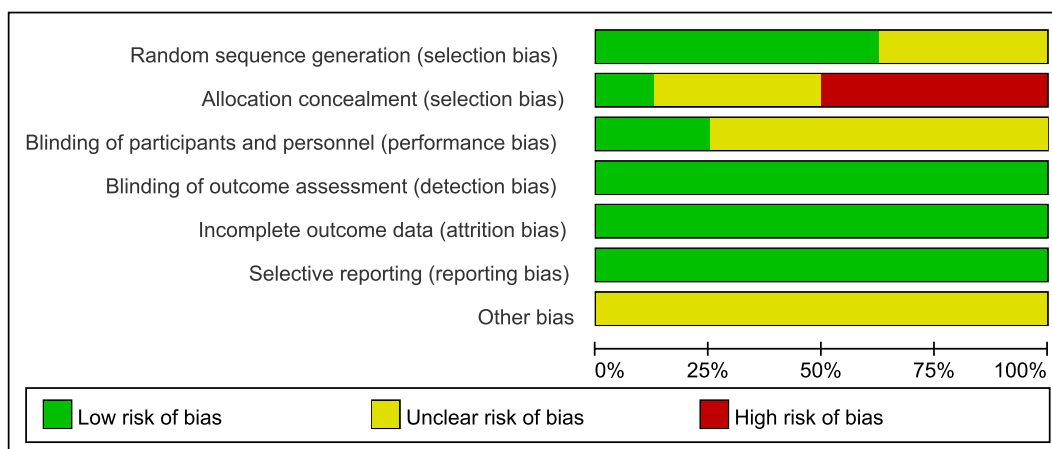 Random sequence generation (selection bias)
Allocation concealment (selection bias)
Blinding of participants and personnel (performance bias)
Blinding of outcome assessment (detection bias)
Incomplete outcome data (attrition bias)
Selective reporting (reporting bias)
Other bias
0% 25% 50% 75% 100%
Low risk of bias Unclear risk of bias High risk of bias